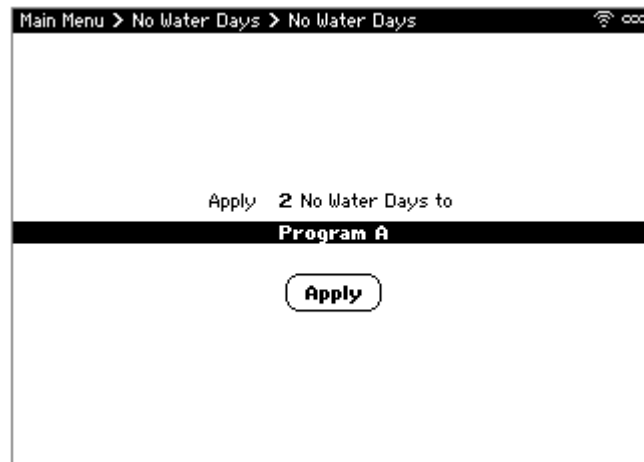 Main Menu > No Water Days > No Water Days
Apply 2 No Water Days to
Program A
Apply